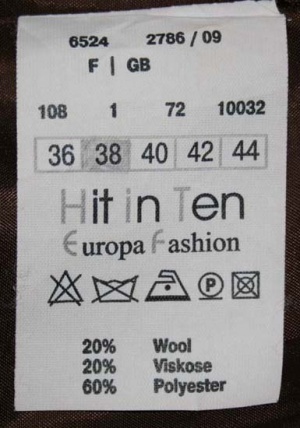 6524 2786 / 09
F | GB
108 1 72 10032
36 38 40 42 44
Hit in Ten
Europa Fashion
P
20% Wool
20% Viskose
60% Polyester